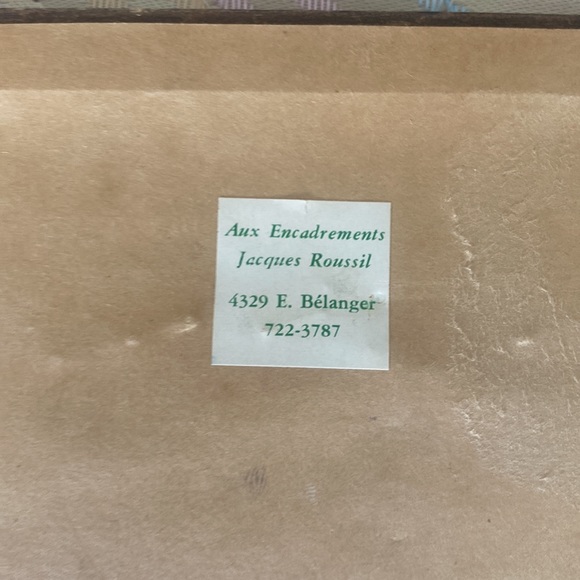 Aux Encadrements
Jacques Roussil
4329 E. Bélanger
722-3787